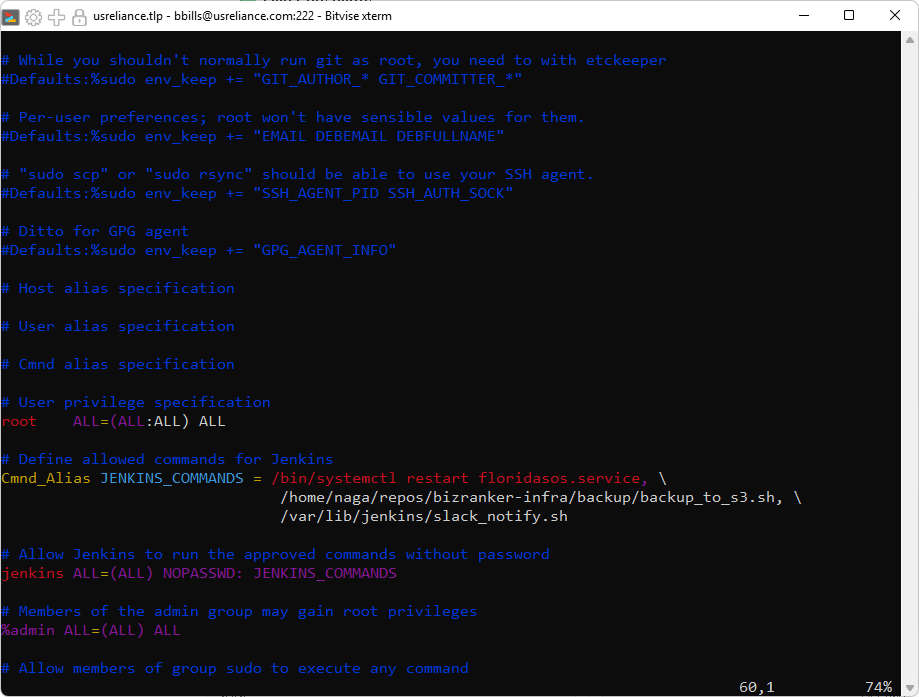 usreliance.tlp - bbills@usreliance.com:222 - Bitvise xterm
# While you shouldn't normally run git as root, you need to with etckeeper
#Defaults:%sudo env_keep += "GIT_AUTHOR_* GIT_COMMITTER_*"
# Per-user preferences; root won't have sensible values for them.
#Defaults:%sudo env_keep += "EMAIL DEBEMAIL DEBFULLNAME"
# "sudo scp" or "sudo rsync" should be able to use your SSH agent.
#Defaults:%sudo env_keep += "SSH_AGENT_PID SSH_AUTH_SOCK"
# Ditto for GPG agent
#Defaults:%sudo env_keep += "GPG_AGENT_INFO"
# Host alias specification
# User alias specification
# Cmnd alias specification
# User privilege specification
root    ALL=(ALL:ALL) ALL
# Define allowed commands for Jenkins
Cmnd_Alias JENKINS_COMMANDS = /bin/systemctl restart floridasos.service, \
/home/naga/repos/bizranker-infra/backup/backup_to_s3.sh, \
/var/lib/jenkins/slack_notify.sh
# Allow Jenkins to run the approved commands without password
jenkins ALL=(ALL) NOPASSWD: JENKINS_COMMANDS
# Members of the admin group may gain root privileges
%admin ALL=(ALL) ALL
# Allow members of group sudo to execute any command
60,1 74%